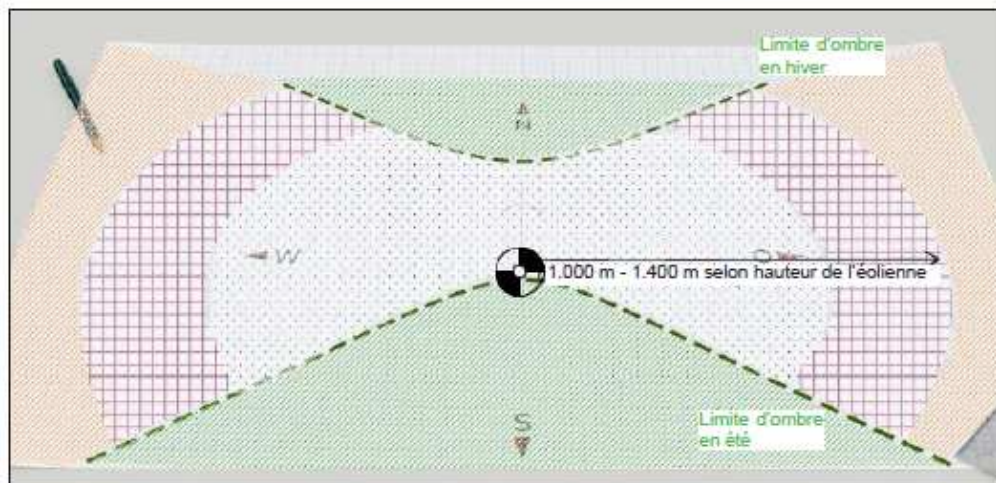 Limite d'ombre
en hiver
N
W
O
1.000 m - 1.400 m selon hauteur de l'éolienne
Limite d'ombre
en été
S